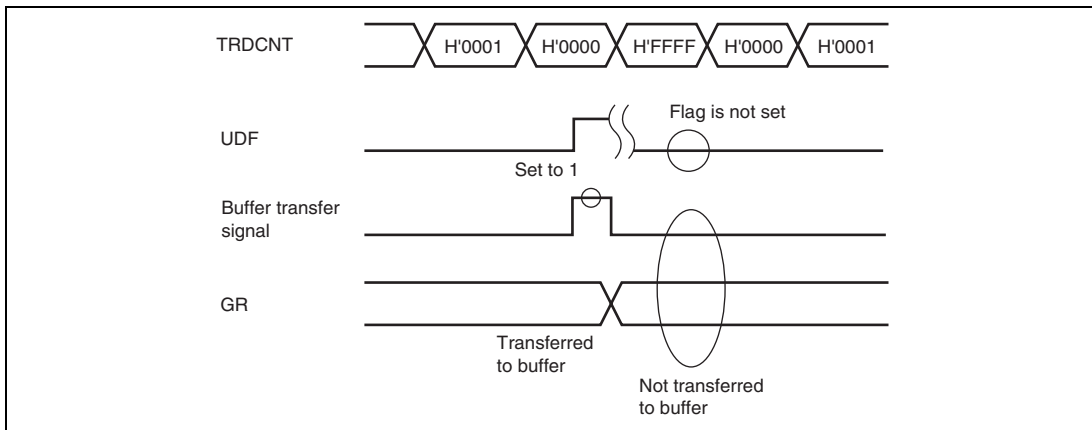 TRDCNT
H'0001
H'0000
H'FFFF
H'0000
H'0001
UDF
Flag is not set
Set to 1
Buffer transfer
signal
GR
Transferred
to buffer
Not transferred
to buffer